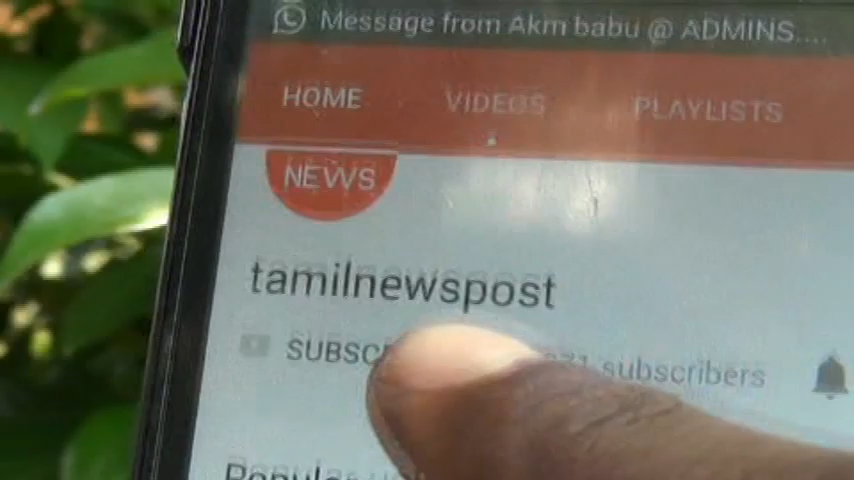 Message from Akm babu @ ADMINS....
HOME VIDEOS PLAYLISTS
NEWS
tamilnewspost
subscribers